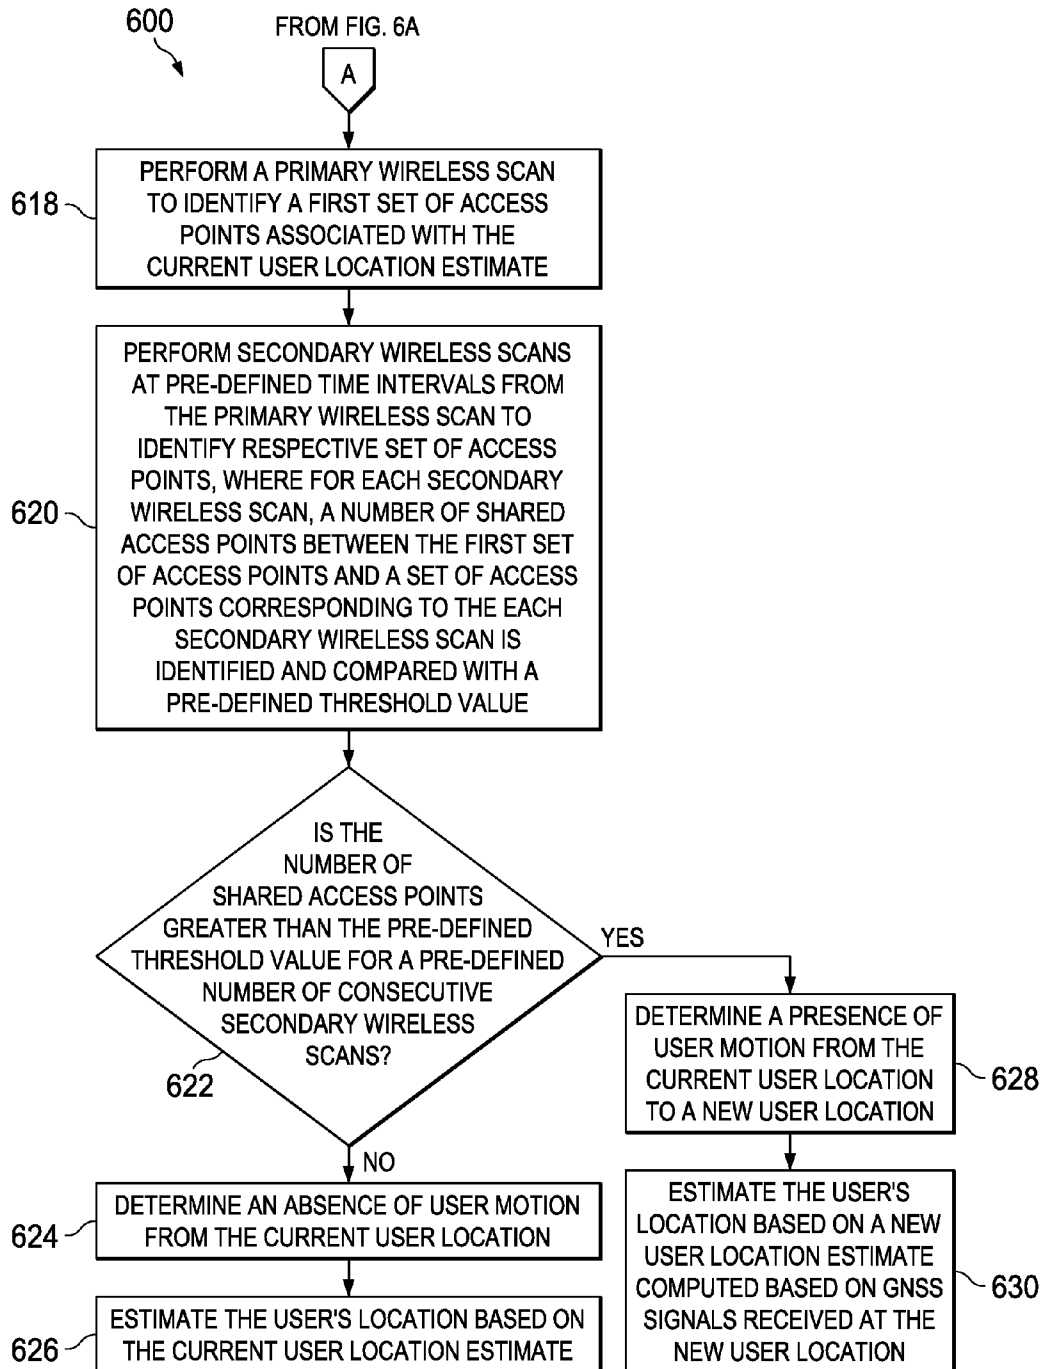 600
FROM FIG. 6A
A
PERFORM A PRIMARY WIRELESS SCAN
TO IDENTIFY A FIRST SET OF ACCESS
POINTS ASSOCIATED WITH THE
CURRENT USER LOCATION ESTIMATE
618
PERFORM SECONDARY WIRELESS SCANS
AT PRE-DEFINED TIME INTERVALS FROM
THE PRIMARY WIRELESS SCAN TO
IDENTIFY RESPECTIVE SET OF ACCESS
POINTS, WHERE FOR EACH SECONDARY
WIRELESS SCAN, A NUMBER OF SHARED
ACCESS POINTS BETWEEN THE FIRST SET
OF ACCESS POINTS AND A SET OF ACCESS
POINTS CORRESPONDING TO THE EACH
SECONDARY WIRELESS SCAN IS
IDENTIFIED AND COMPARED WITH A
PRE-DEFINED THRESHOLD VALUE
620
IS THE
NUMBER OF
SHARED ACCESS POINTS
GREATER THAN THE PRE-DEFINED
THRESHOLD VALUE FOR A PRE-DEFINED
NUMBER OF CONSECUTIVE
SECONDARY WIRELESS
SCANS?
622
YES
NO
DETERMINE A PRESENCE OF
USER MOTION FROM THE
CURRENT USER LOCATION
TO A NEW USER LOCATION
628
DETERMINE AN ABSENCE OF USER MOTION
FROM THE CURRENT USER LOCATION
624
ESTIMATE THE USER'S
LOCATION BASED ON A NEW
USER LOCATION ESTIMATE
COMPUTED BASED ON GNSS
SIGNALS RECEIVED AT THE
NEW USER LOCATION
630
ESTIMATE THE USER'S LOCATION BASED ON
THE CURRENT USER LOCATION ESTIMATE
626